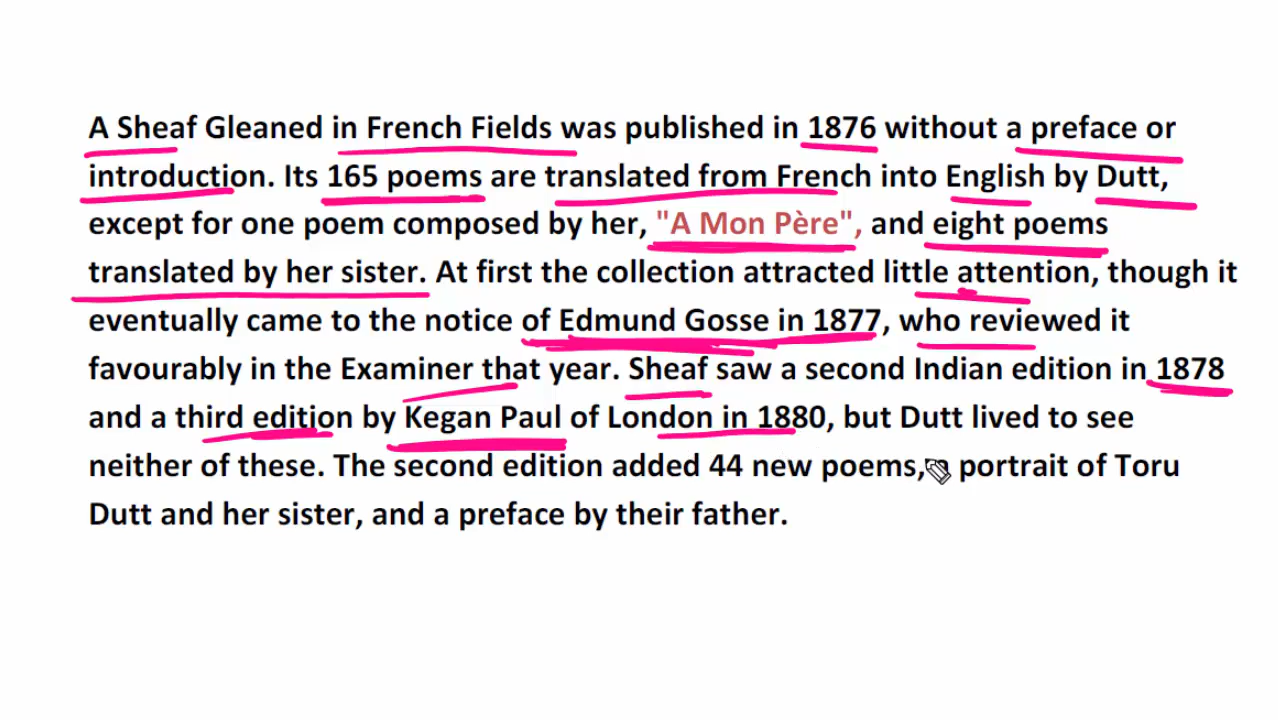 A Sheaf Gleaned in French Fields was published in 1876 without a preface or
introduction. Its 165 poems are translated from French into English by Dutt,
except for one poem composed by her, "A Mon Père", and eight poems
translated by her sister. At first the collection attracted little attention, though it
eventually came to the notice of Edmund Gosse in 1877, who reviewed it
favourably in the Examiner that year. Sheaf saw a second Indian edition in 1878
and a third edition by Kegan Paul of London in 1880, but Dutt lived to see
neither of these. The second edition added 44 new poems, portrait of Toru
Dutt and her sister, and a preface by their father.